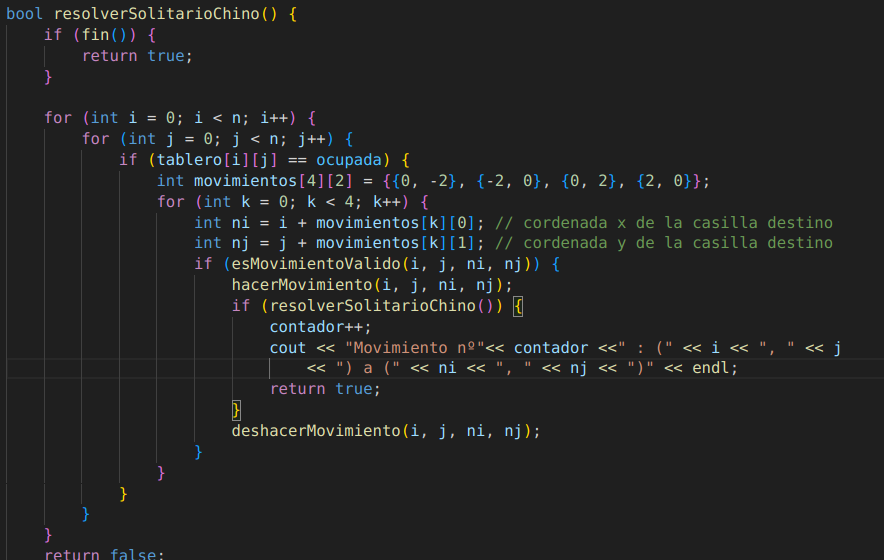 bool resolverSolitarioChino() {
    if (fin()) {
        return true;
    }

    for (int i = 0; i < n; i++) {
        for (int j = 0; j < n; j++) {
            if (tablero[i][j] == ocupada) {
                int movimientos[4][2] = {{0, -2}, {-2, 0}, {0, 2}, {2, 0}};
                for (int k = 0; k < 4; k++) {
                    int ni = i + movimientos[k][0]; // cordenada x de la casilla destino
                    int nj = j + movimientos[k][1]; // cordenada y de la casilla destino
                    if (esMovimientoValido(i, j, ni, nj)) {
                        hacerMovimiento(i, j, ni, nj);
                        if (resolverSolitarioChino()) {
                            contador++;
                            cout << "Movimiento nº"<< contador <<" : (" << i << ", " << j
                                << ") a (" << ni << ", " << nj << ")" << endl;
                            return true;
                        }
                        deshacerMovimiento(i, j, ni, nj);
                    }
                }
            }
        }
    }
    return false;